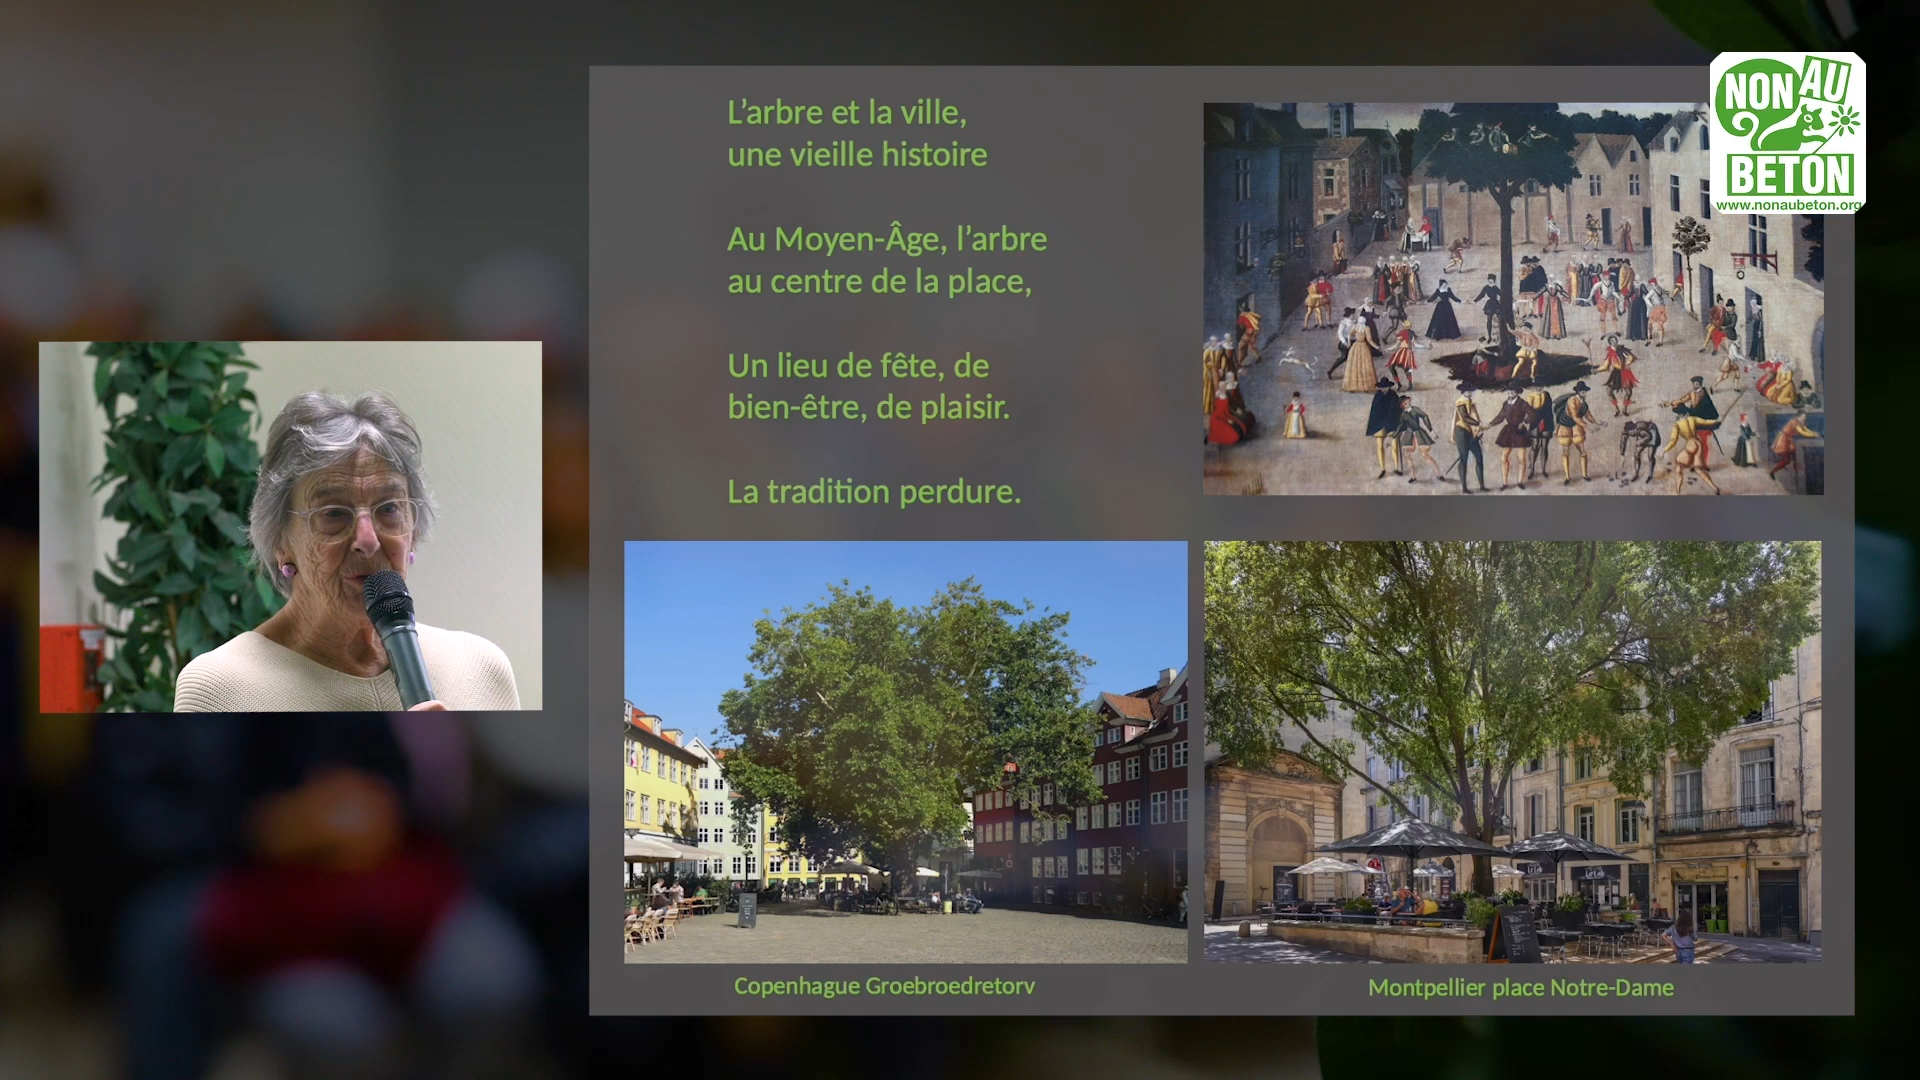 L’arbre et la ville,
une vieille histoire
Au Moyen-Âge, l’arbre
au centre de la place,
Un lieu de fête, de
bien-être, de plaisir.
La tradition perdure.
Copenhague Groebroedretorv
Montpellier place Notre-Dame
NON AU
BETON
www.nonaubeton.org